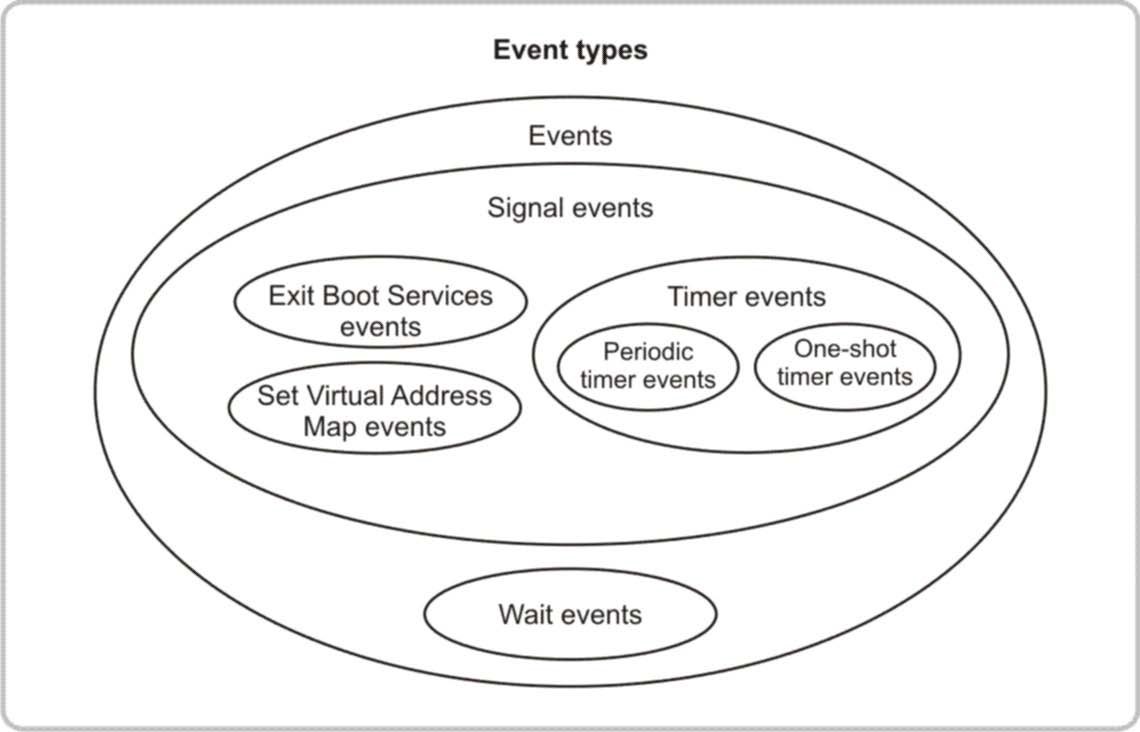 Event types
Events
Signal events
Exit Boot Services
events
Set Virtual Address
Map events
Timer events
Periodic
timer events
One-shot
timer events
Wait events